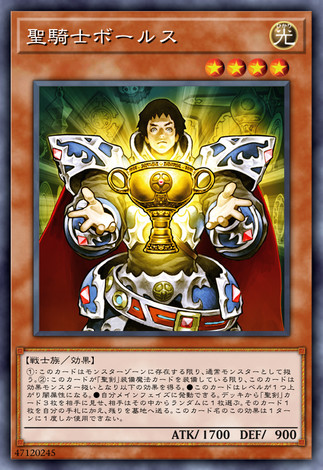 聖騎士ボールス
光
【戦士族／効果】
①:このカードはモンスターゾーンに存在する限り、通常モンスターとして扱
う。②:このカードが「聖剣」装備魔法カードを装備している限り、このカードは
効果モンスター扱いとなり以下の効果を得る。●このカードはレベルが1つ上
がり闇属性になる。●自分メインフェイズに発動できる。デッキから「聖剣」カ
ード3枚を相手に見せ、相手はその中からランダムに1枚選ぶ。そのカード1
枚を自分の手札に加え、残りを墓地へ送る。このカード名のこの効果は1ター
ンに1度しか使用できない。
ATK/ 1700 DEF/ 900
47120245